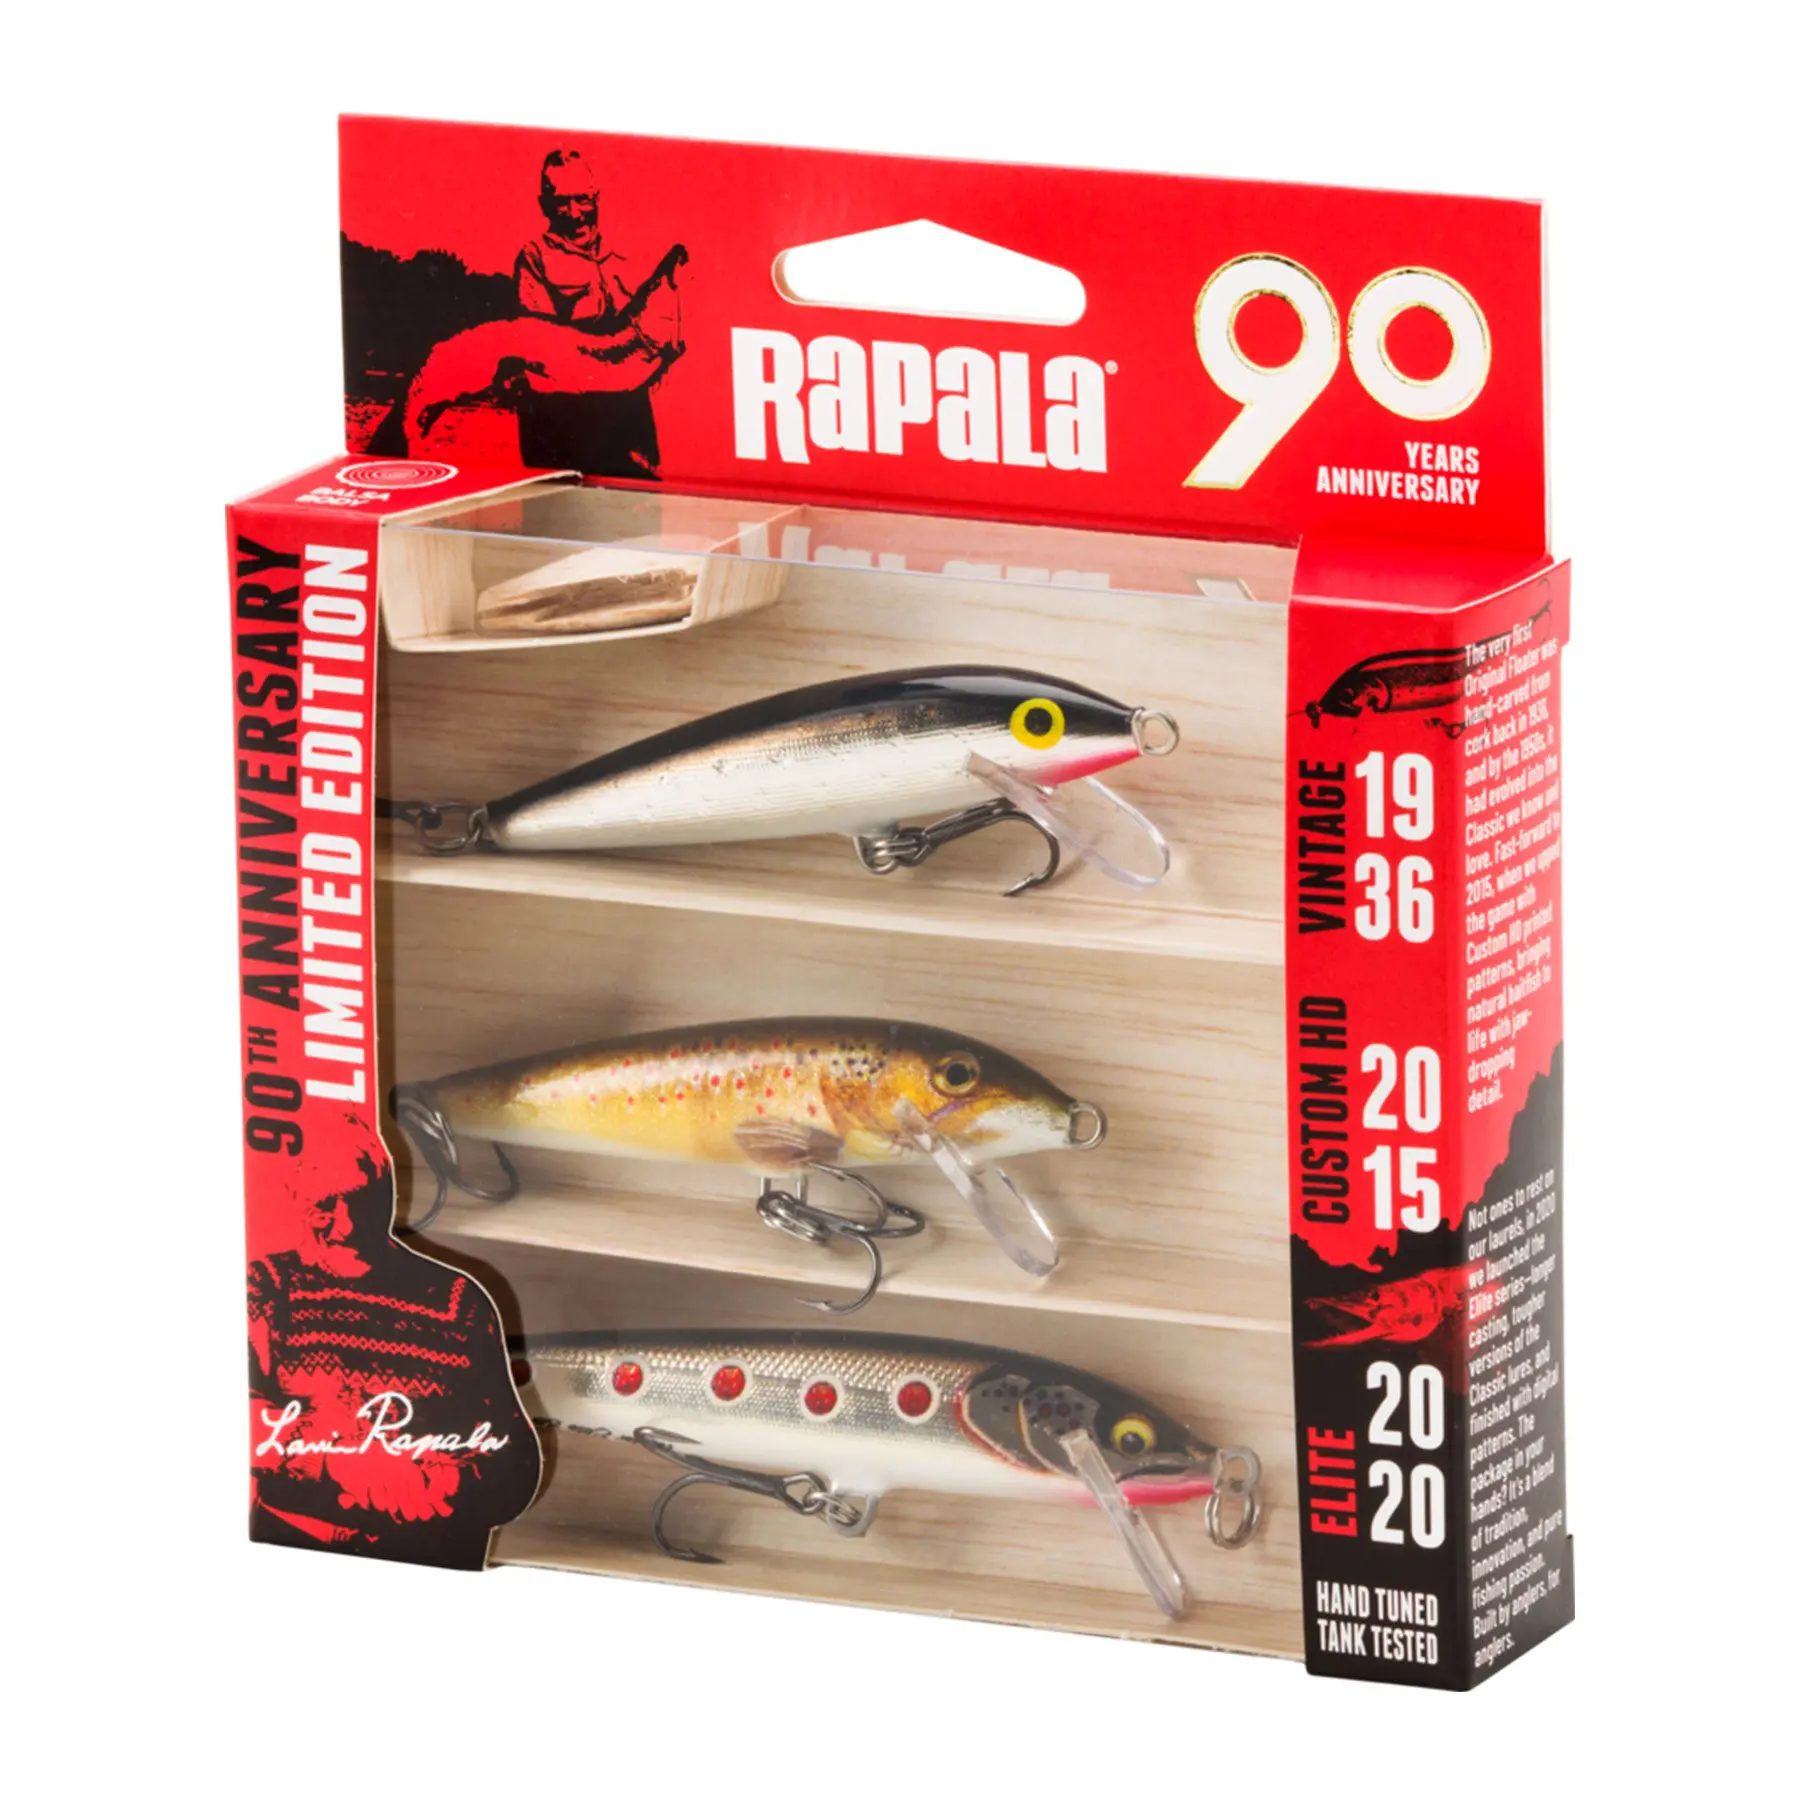 RAPALA®
90
YEARS
ANNIVERSARY
BALSA
BODY
90TH ANNIVERSARY
LIMITED EDITION
Lauri Rapala
VINTAGE
19
36
CUSTOM HD
20
15
ELITE
20
20
HAND TUNED
TANK TESTED
The very first
Original Floater was
hand-carved from
cork back in 1936,
and by the 1950s, it
had evolved into the
Classic we know and
love. Fast-forward to
2015, when we upped
the game with
Custom HD printed
patterns, bringing
natural baitfish to
life with jaw-
dropping
detail.
Not ones to rest on
our laurels, in 2020
we launched the
Elite series—longer
casting, tougher
versions of the
Classic lures, and
finished with digital
patterns. The
package in your
hands? It's a blend
of tradition,
innovation, and pure
fishing passion.
Built by anglers, for
anglers.